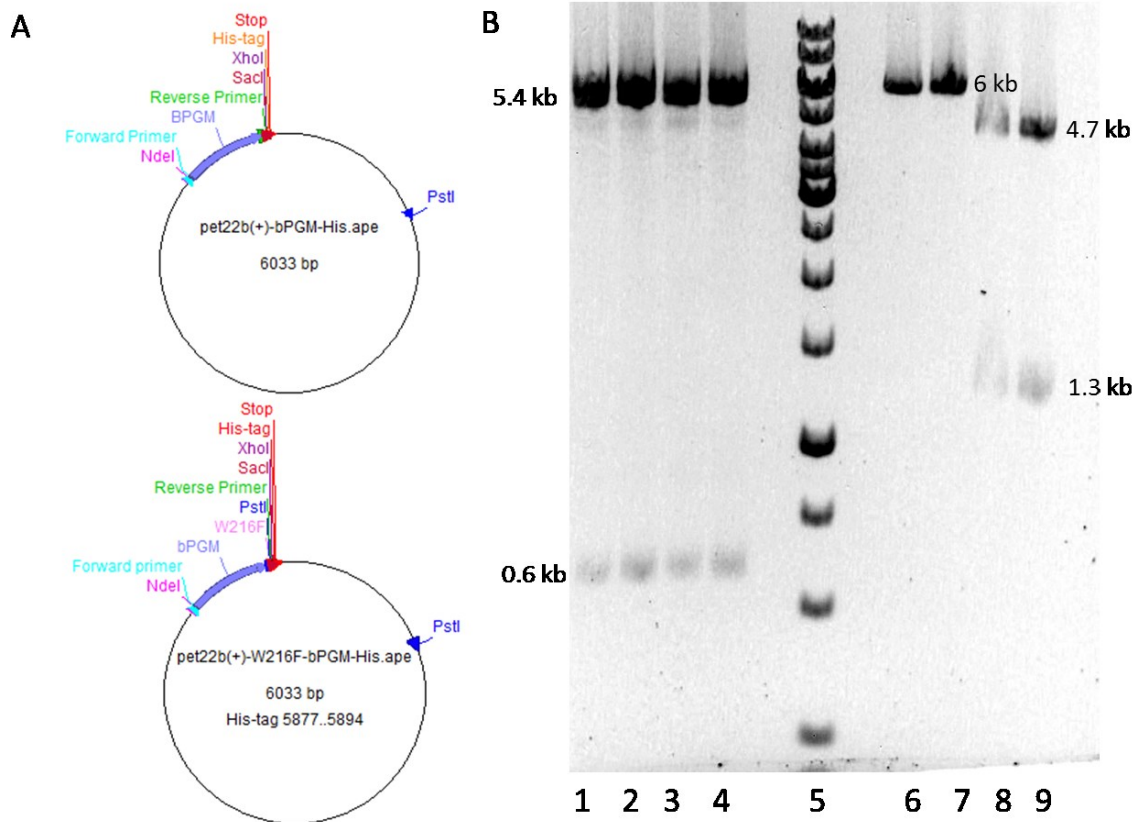 A
Stop
His-tag
XhoI
SacI
Reverse Primer
BPGM
Forward Primer
NdeI
PstI
pet22b(+)-bPGM-His.ape
6033 bp
Stop
His-tag
XhoI
SacI
Reverse Primer
PstI
W216F
bPGM
Forward primer
NdeI
PstI
pet22b(+)-W216F-bPGM-His.ape
6033 bp
His-tag 5877..5894
B
5.4 kb
6 kb
4.7 kb
1.3 kb
0.6 kb
1 2 3 4 5 6 7 8 9